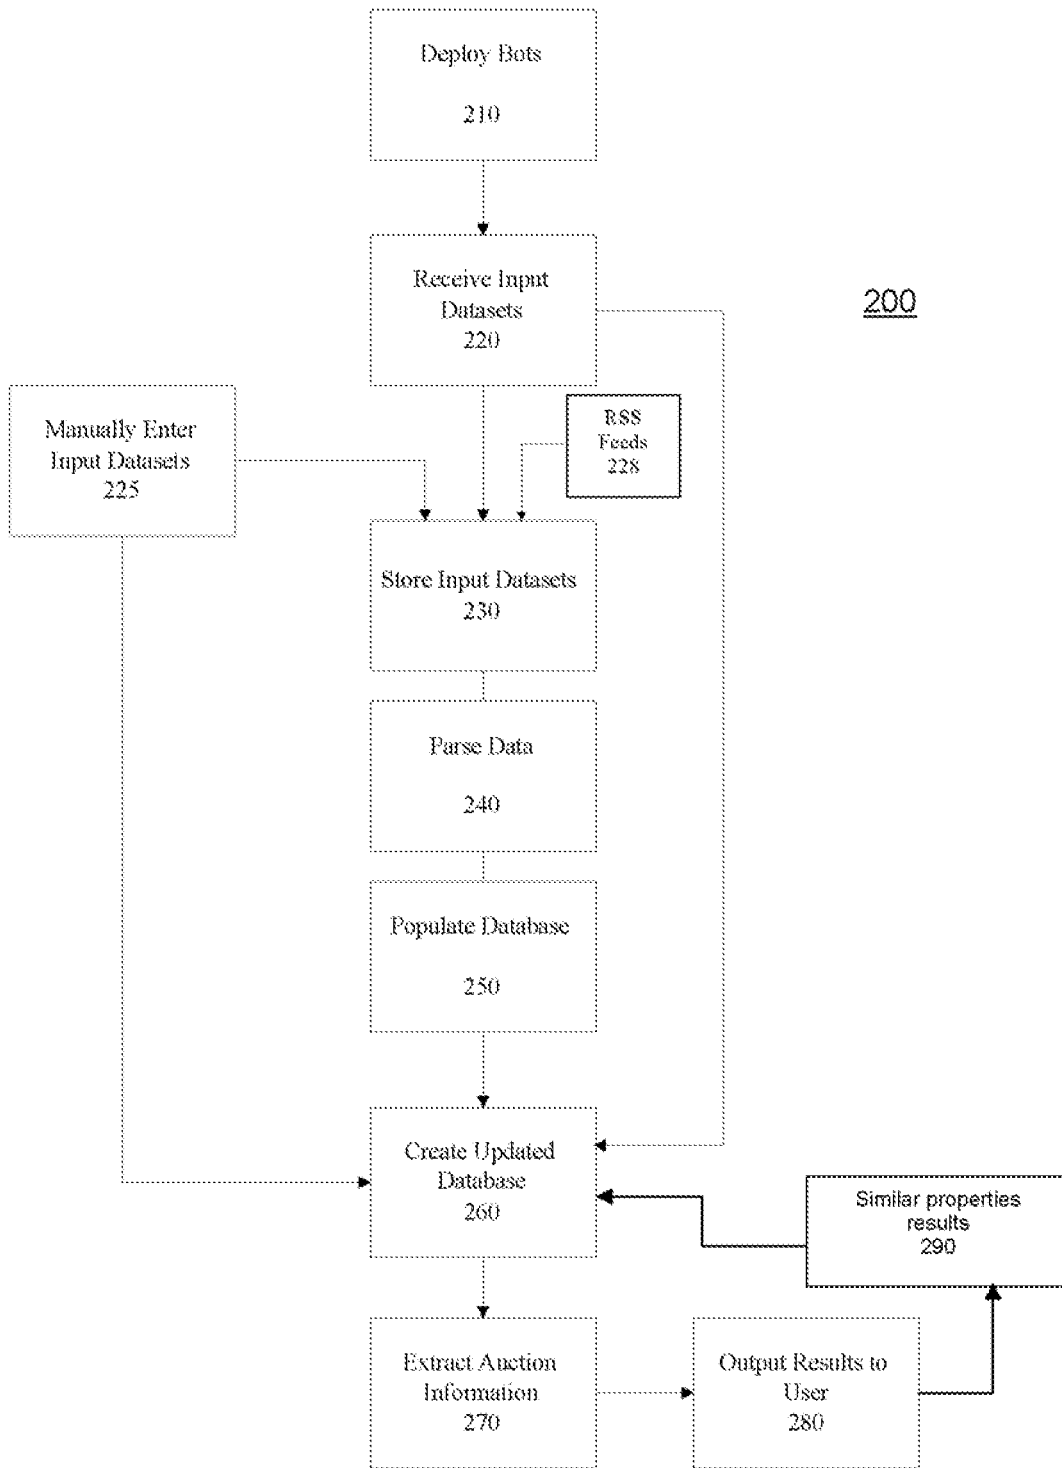 Deploy Bots
210
Receive Input
Datasets
220
200
Manually Enter
Input Datasets
225
RSS
Feeds
228
Store Input Datasets
230
Parse Data
240
Populate Database
250
Create Updated
Database
260
Similar properties
results
290
Extract Auction
Information
270
Output Results to
User
280